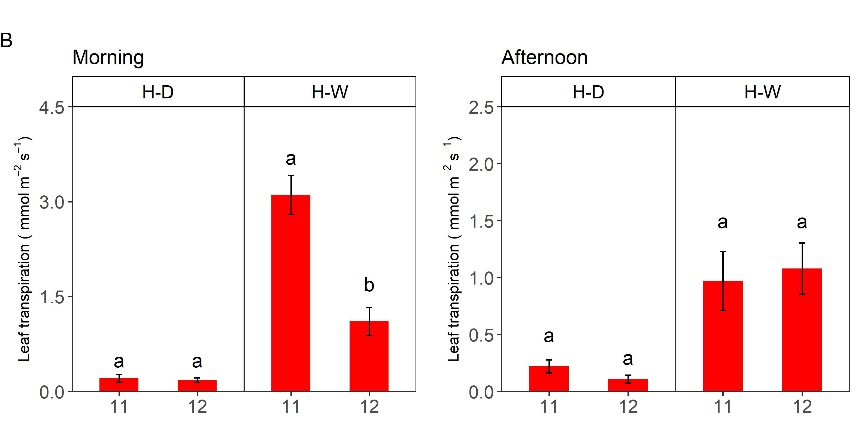 B
Morning
Afternoon
H-D
H-W
H-D
H-W
Leaf transpiration ( mmol m⁻² s⁻¹)
4.5
3.0
1.5
0.0
a
a
a
b
11
12
11
12
Leaf transpiration ( mmol m⁻² s⁻¹)
2.5
2.0
1.5
1.0
0.5
0.0
a
a
a
a
11
12
11
12